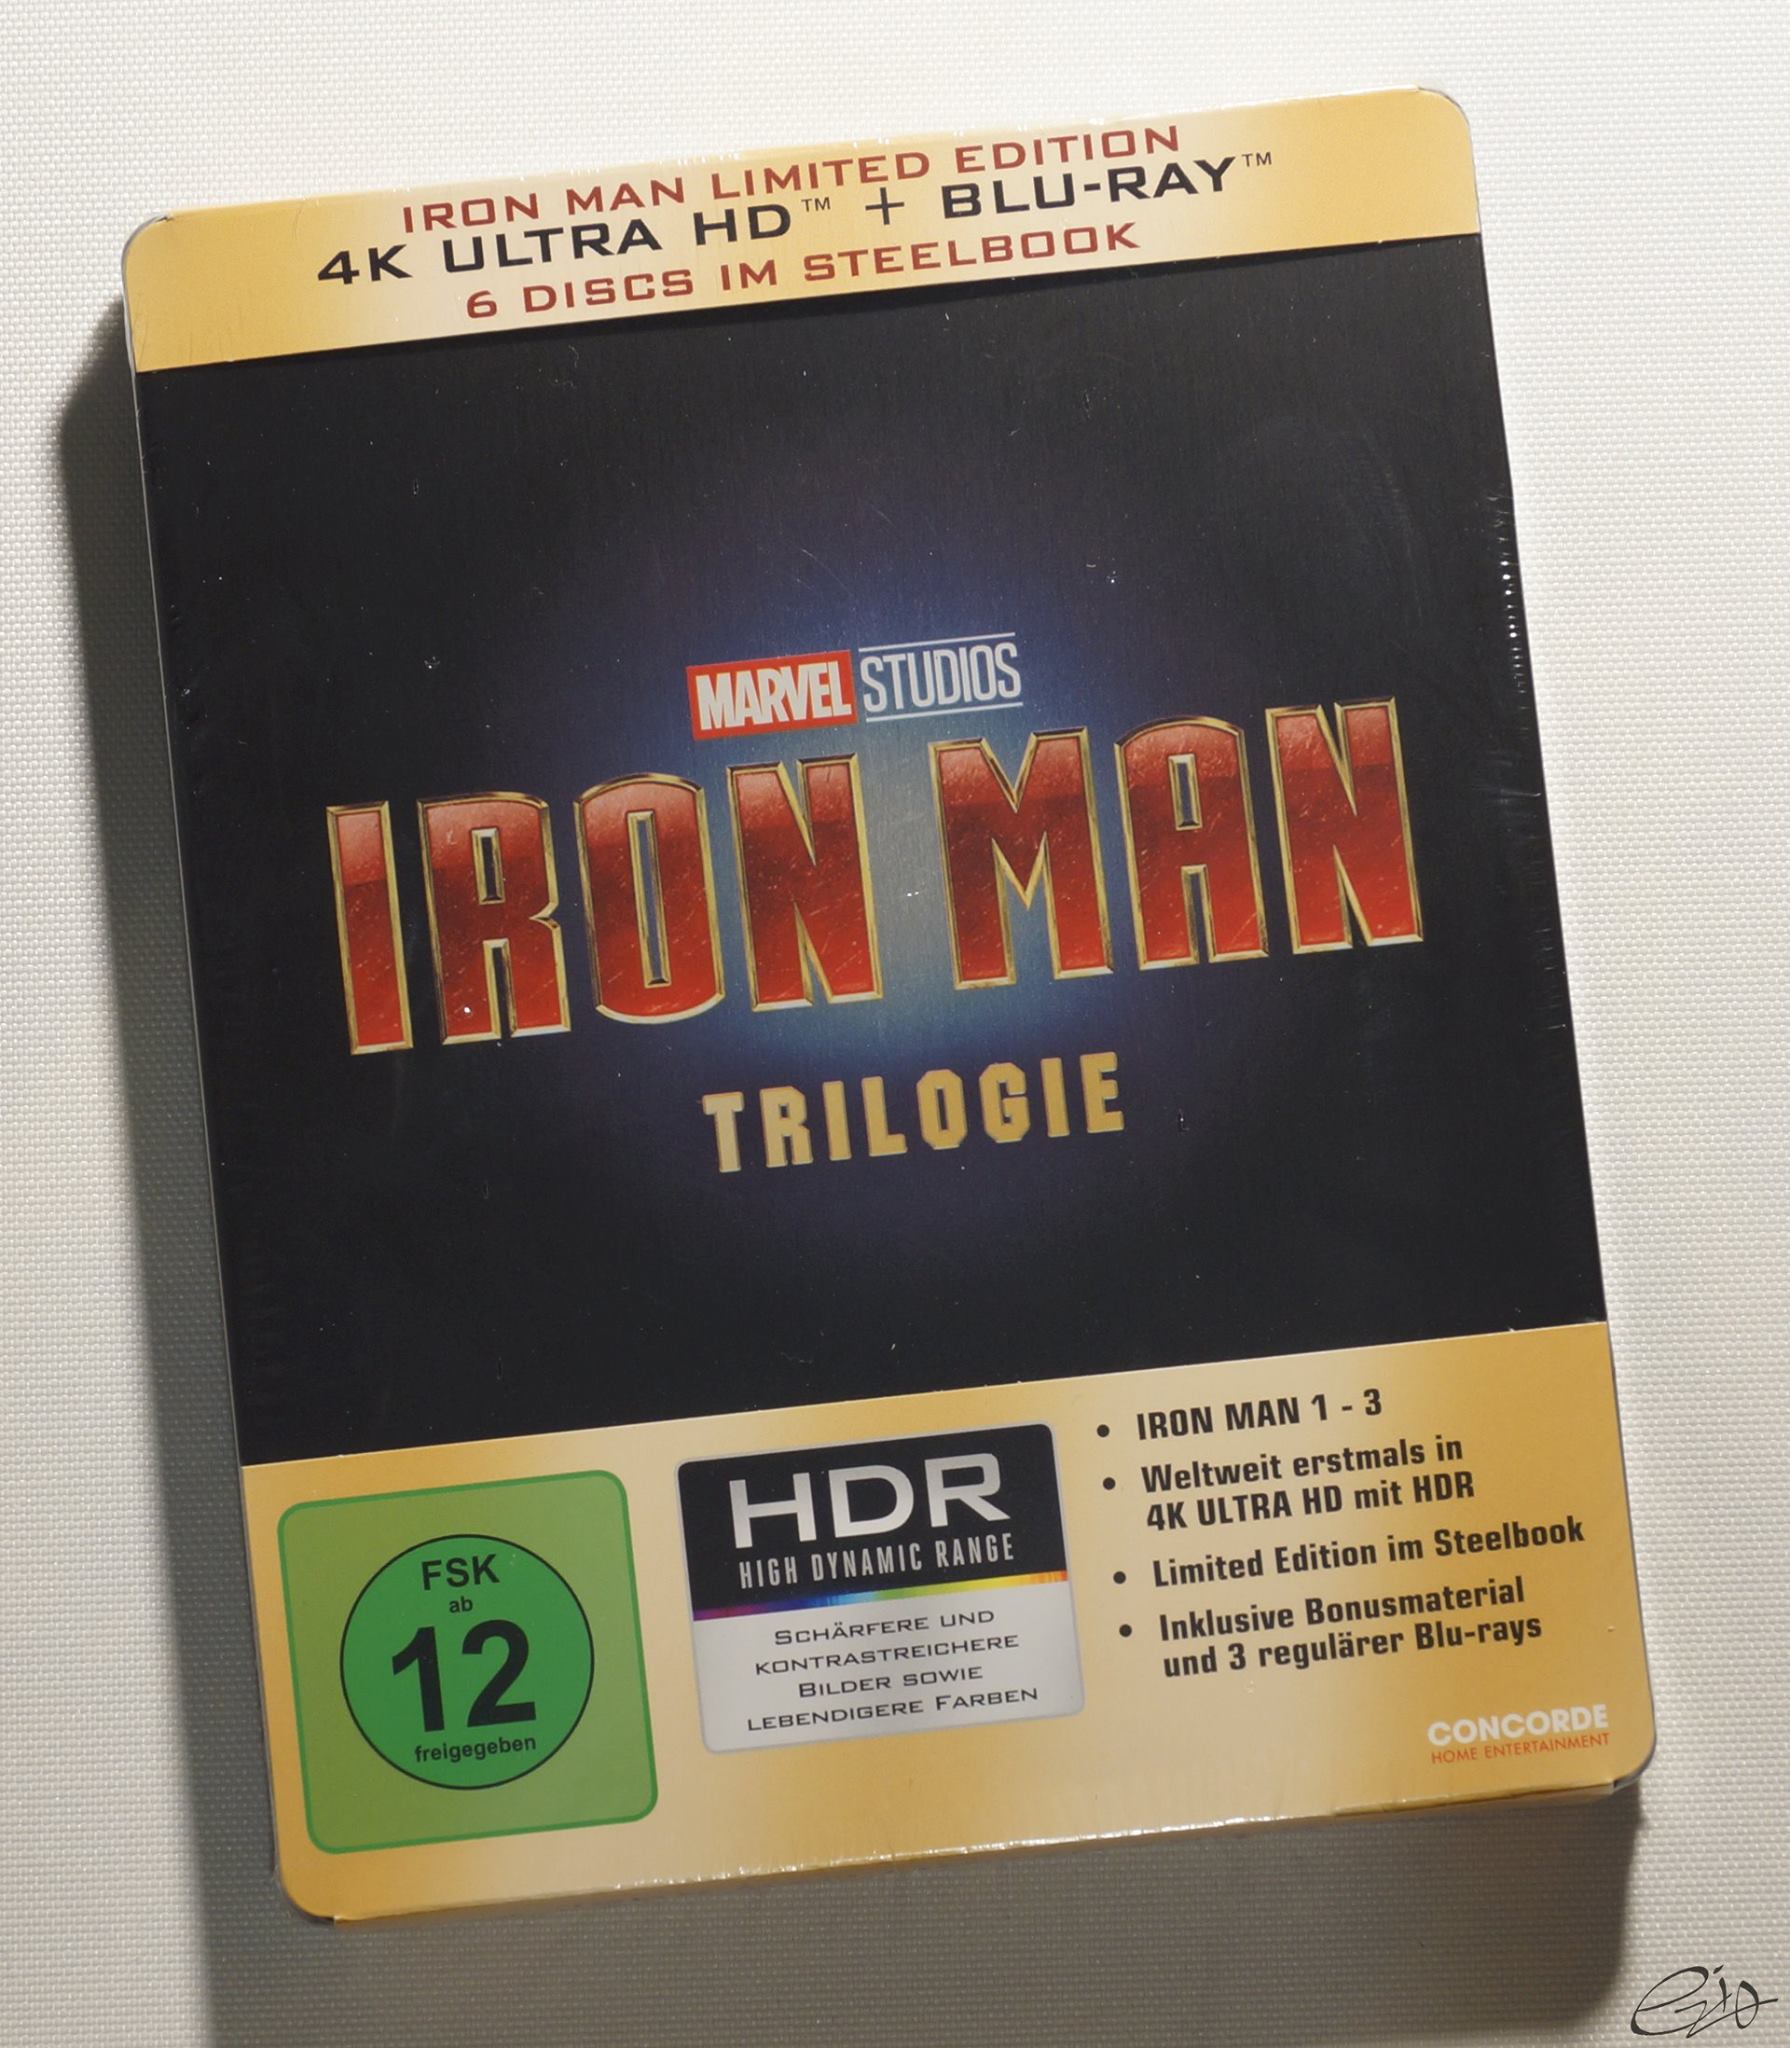 IRON MAN LIMITED EDITION
4K ULTRA HD™ + BLU-RAY™
6 DISCS IM STEELBOOK
MARVEL STUDIOS
IRON MAN
TRILOGIE
FSK
ab
12
freigegeben
HDR
HIGH DYNAMIC RANGE
SCHÄRFERE UND
KONTRASTREICHERE
BILDER SOWIE
LEBENDIGERE FARBEN
• IRON MAN 1 - 3
• Weltweit erstmals in
4K ULTRA HD mit HDR
• Limited Edition im Steelbook
• Inklusive Bonusmaterial
und 3 regulärer Blu-rays
CONCORDE
HOME ENTERTAINMENT